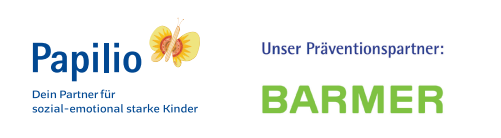 Papilio
Dein Partner für
sozial-emotional starke Kinder
Unser Präventionspartner:
BARMER